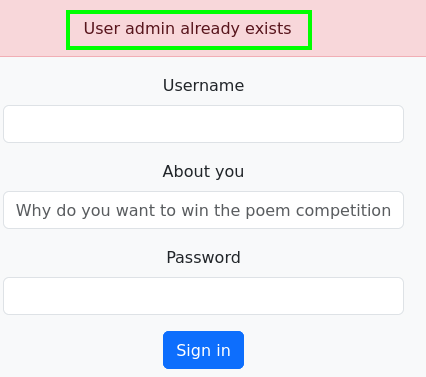 User admin already exists
Username
About you
Why do you want to win the poem competition
Password
Sign in